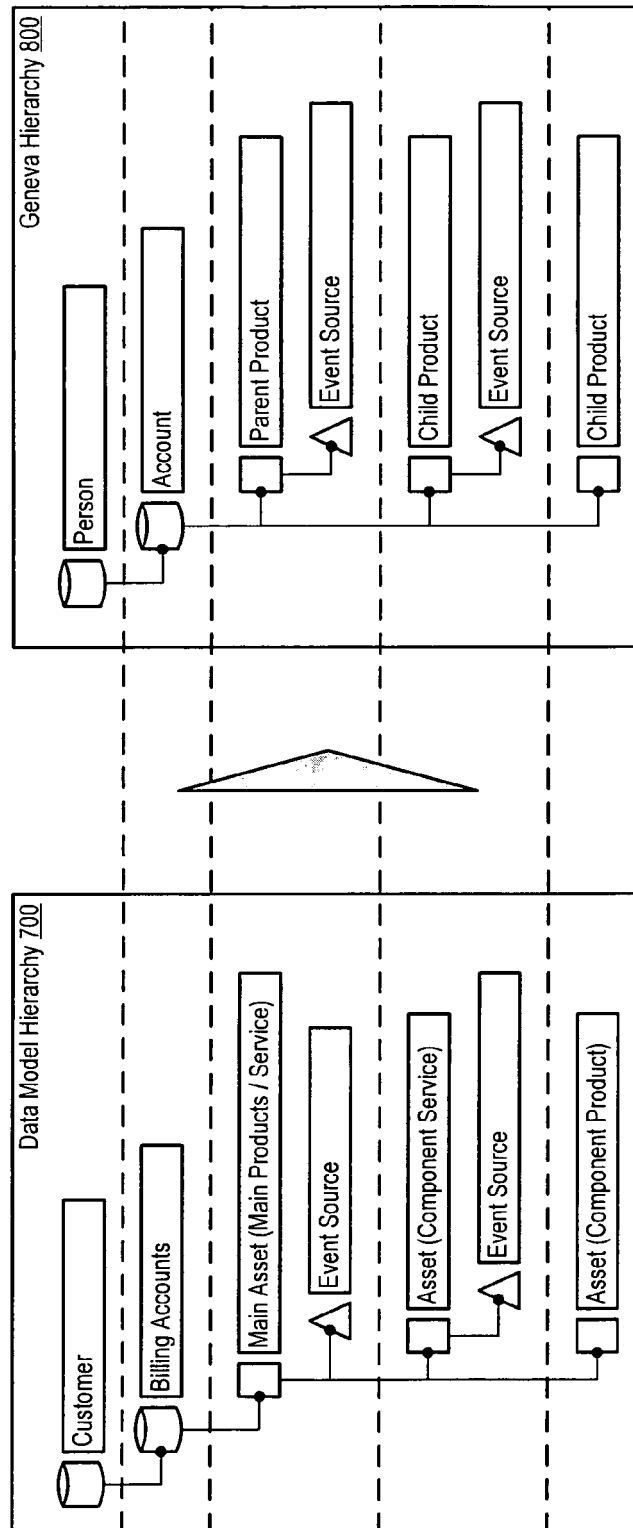 Data Model Hierarchy 700
Customer
Billing Accounts
Main Asset (Main Products / Service)
Event Source
Asset (Component Service)
Event Source
Asset (Component Product)
Geneva Hierarchy 800
Person
Account
Parent Product
Event Source
Child Product
Event Source
Child Product